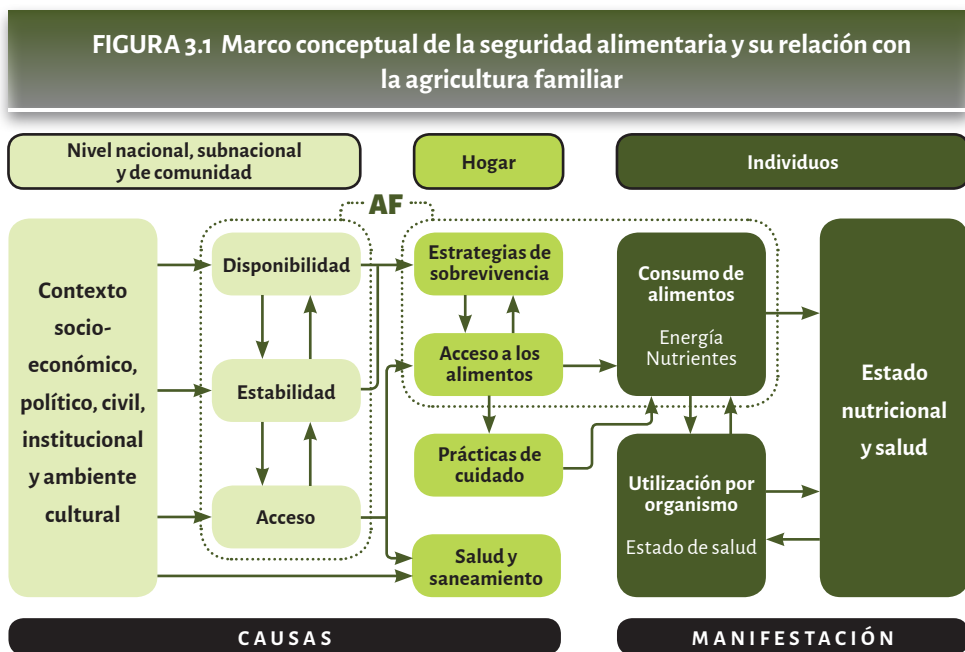 FIGURA 3.1 Marco conceptual de la seguridad alimentaria y su relación con
la agricultura familiar
Nivel nacional, subnacional
y de comunidad
Hogar
Individuos
AF
Contexto
socio-
económico,
político, civil,
institucional
y ambiente
cultural
Disponibilidad
Estabilidad
Acceso
Estrategias de
sobrevivencia
Acceso a los
alimentos
Prácticas de
cuidado
Salud y
saneamiento
Consumo de
alimentos
Energía
Nutrientes
Utilización por
organismo
Estado de salud
Estado
nutricional
y salud
CAUSAS
MANIFESTACIÓN